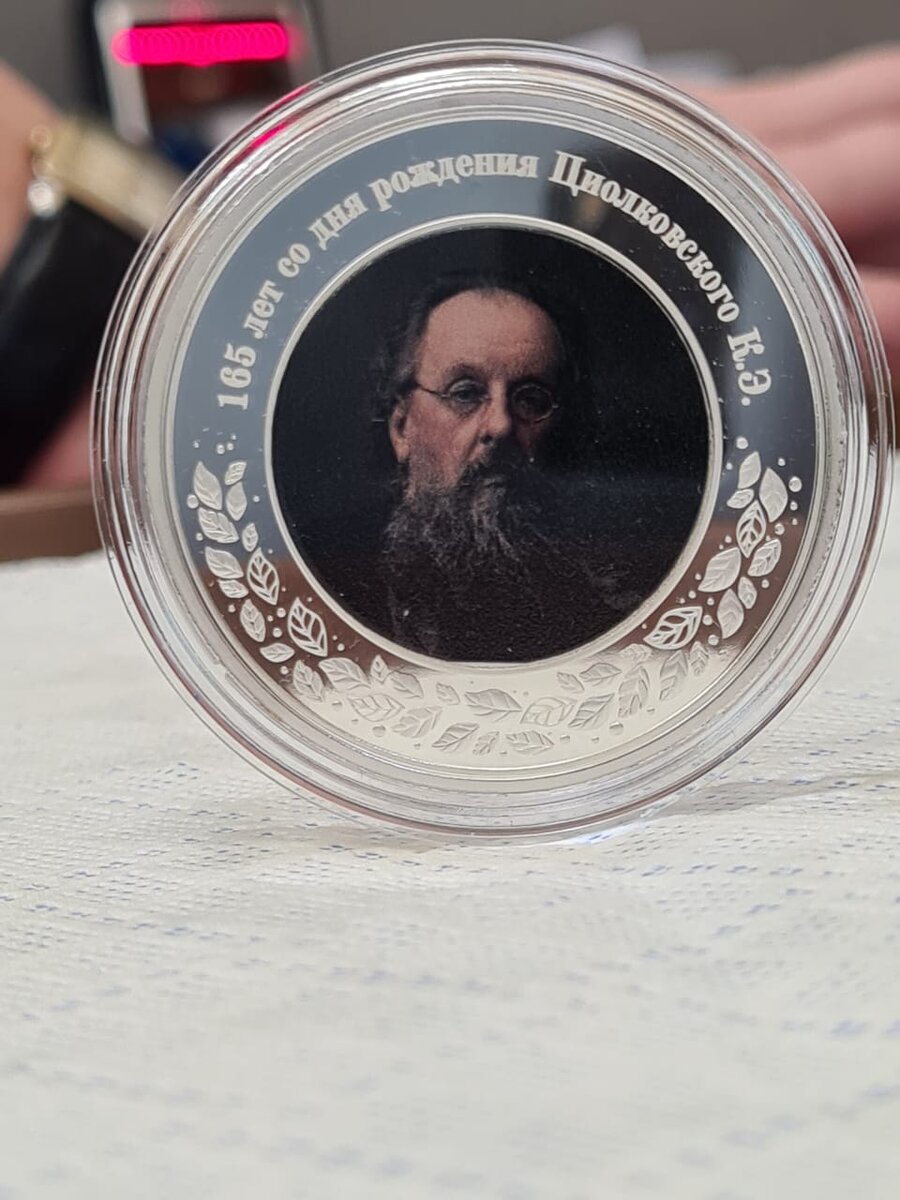 165 лет со дня рождения Циолковского К.Э.